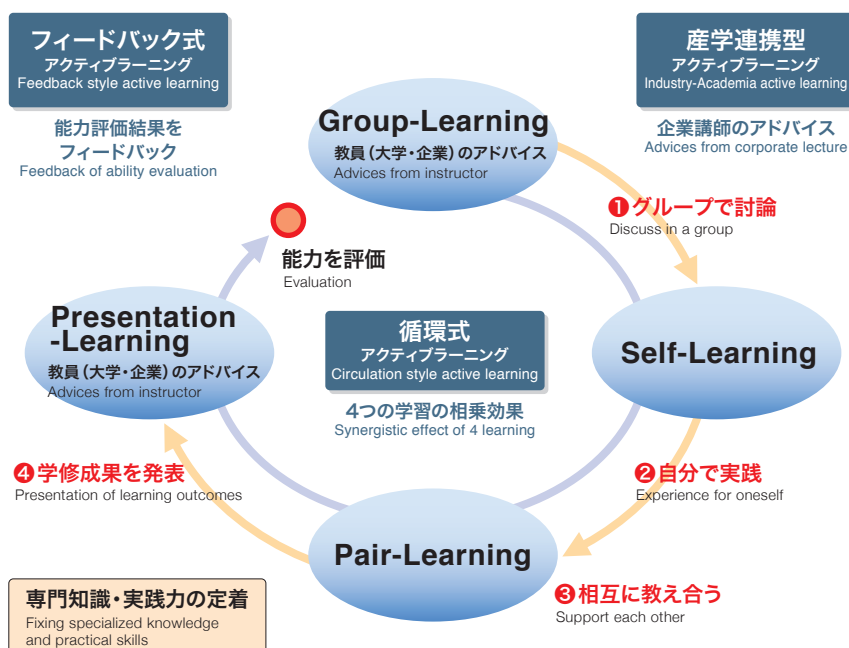 フィードバック式
アクティブラーニング
Feedback style active learning
能力評価結果を
フィードバック
Feedback of ability evaluation
産学連携型
アクティブラーニング
Industry-Academia active learning
企業講師のアドバイス
Advices from corporate lecture
Group-Learning
教員（大学・企業）のアドバイス
Advices from instructor
❶グループで討論
Discuss in a group
能力を評価
Evaluation
Presentation
-Learning
教員（大学・企業）のアドバイス
Advices from instructor
循環式
アクティブラーニング
Circulation style active learning
4つの学習の相乗効果
Synergistic effect of 4 learning
Self-Learning
❷自分で実践
Experience for oneself
Pair-Learning
❸相互に教え合う
Support each other
❹学修成果を発表
Presentation of learning outcomes
専門知識・実践力の定着
Fixing specialized knowledge
and practical skills